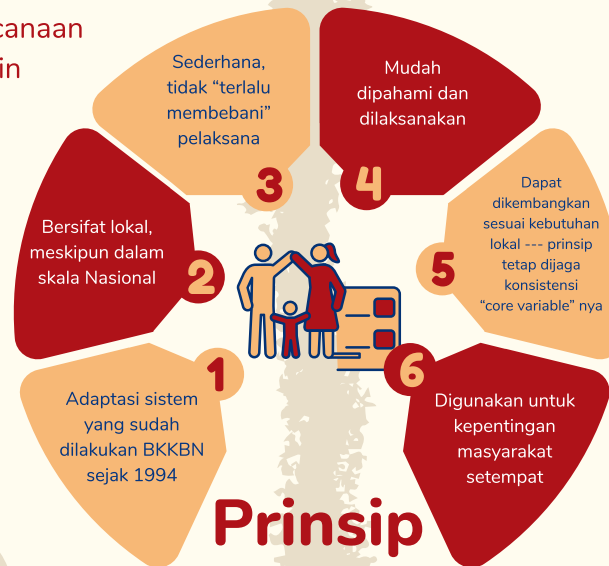 canaan
in
1
Adaptasi sistem
yang sudah
dilakukan BKKBN
sejak 1994
2
Bersifat lokal,
meskipun dalam
skala Nasional
3
Sederhana,
tidak “terlalu
membebani”
pelaksana
4
Mudah
dipahami dan
dilaksanakan
5
Dapat
dikembangkan
sesuai kebutuhan
lokal --- prinsip
tetap dijaga
konsistensi
“core variable” nya
6
Digunakan untuk
kepentingan
masyarakat
setempat
Prinsip